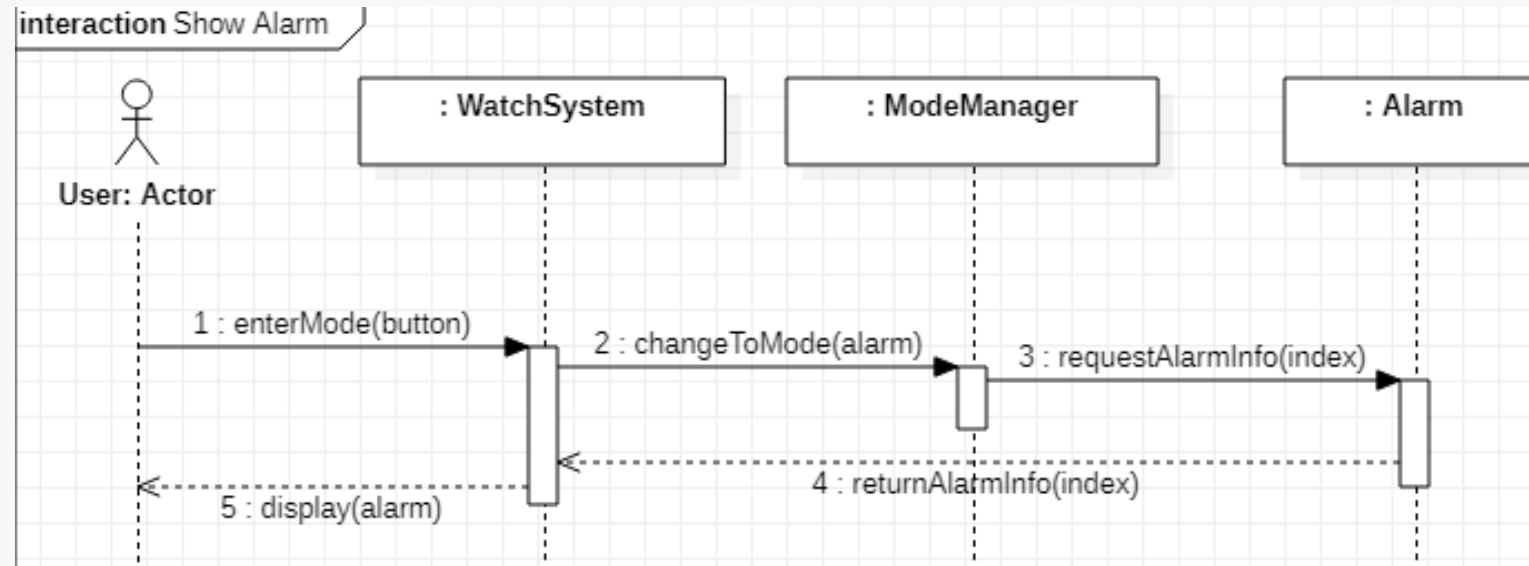 interaction Show Alarm
: WatchSystem
: ModeManager
: Alarm
User: Actor
1 : enterMode(button)
2 : changeToMode(alarm)
3 : requestAlarmInfo(index)
4 : returnAlarmInfo(index)
5 : display(alarm)